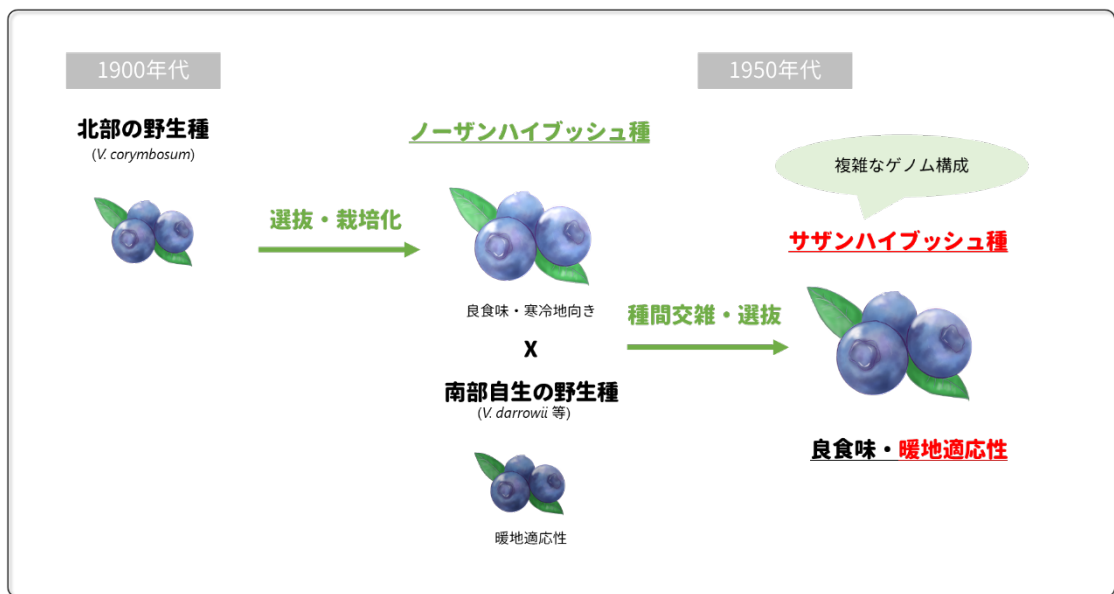 1900年代
1950年代
北部の野生種
(V. corymbosum)
ノーザンハイブッシュ種
選抜・栽培化
良食味・寒冷地向き
X
南部自生の野生種
(V. darrowii 等)
暖地適応性
種間交雑・選抜
複雑なゲノム構成
サザンハイブッシュ種
良食味・暖地適応性